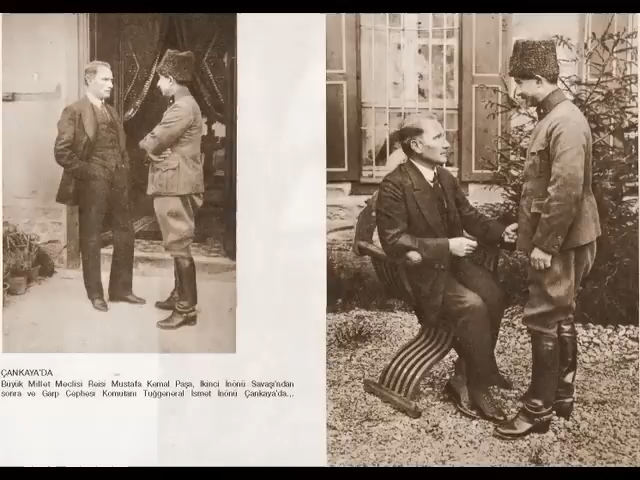 ÇANKAYA'DA
Büyük Millet Meclisi Reisi Mustafa Kemal Paşa, İkinci İnönü Savaşı'ndan
sonra ve Garp Cephesi Komutanı Tuğgeneral İsmet İnönü Çankaya'da...